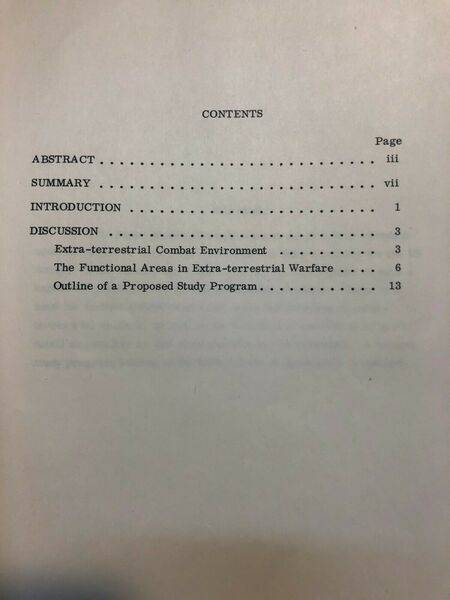 CONTENTS
Page
ABSTRACT . . . . . . . . . . . . . . . . . . . . . . . . . . . . iii
SUMMARY . . . . . . . . . . . . . . . . . . . . . . . . . . . . vii
INTRODUCTION . . . . . . . . . . . . . . . . . . . . . . . . . 1
DISCUSSION . . . . . . . . . . . . . . . . . . . . . . . . . . . 3
Extra-terrestrial Combat Environment . . . . . . . . . . 3
The Functional Areas in Extra-terrestrial Warfare . . . . 6
Outline of a Proposed Study Program . . . . . . . . . . . . 13